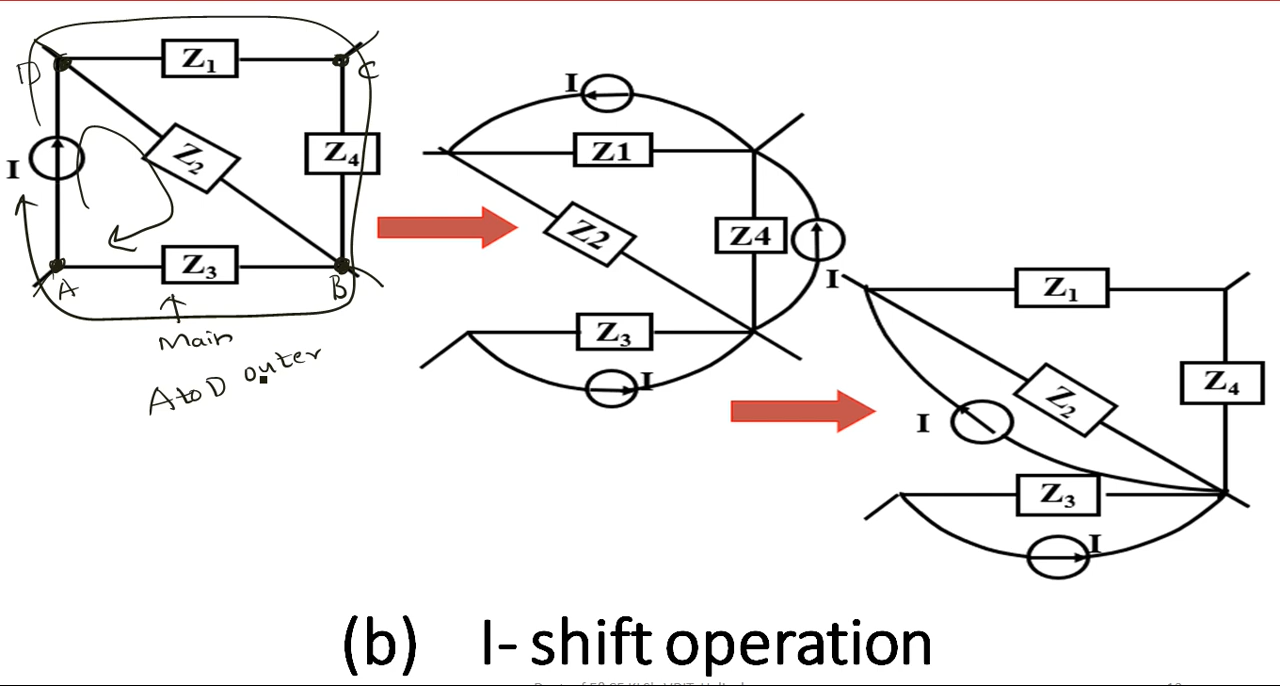 D
Z₁
C
I
Z₂
Z₄
Z₃
A
B
Main
A to D outer
I
Z1
Z2
Z4
I
Z₃
I
Z₁
Z₂
Z₄
I
Z₃
I
(b) I- shift operation